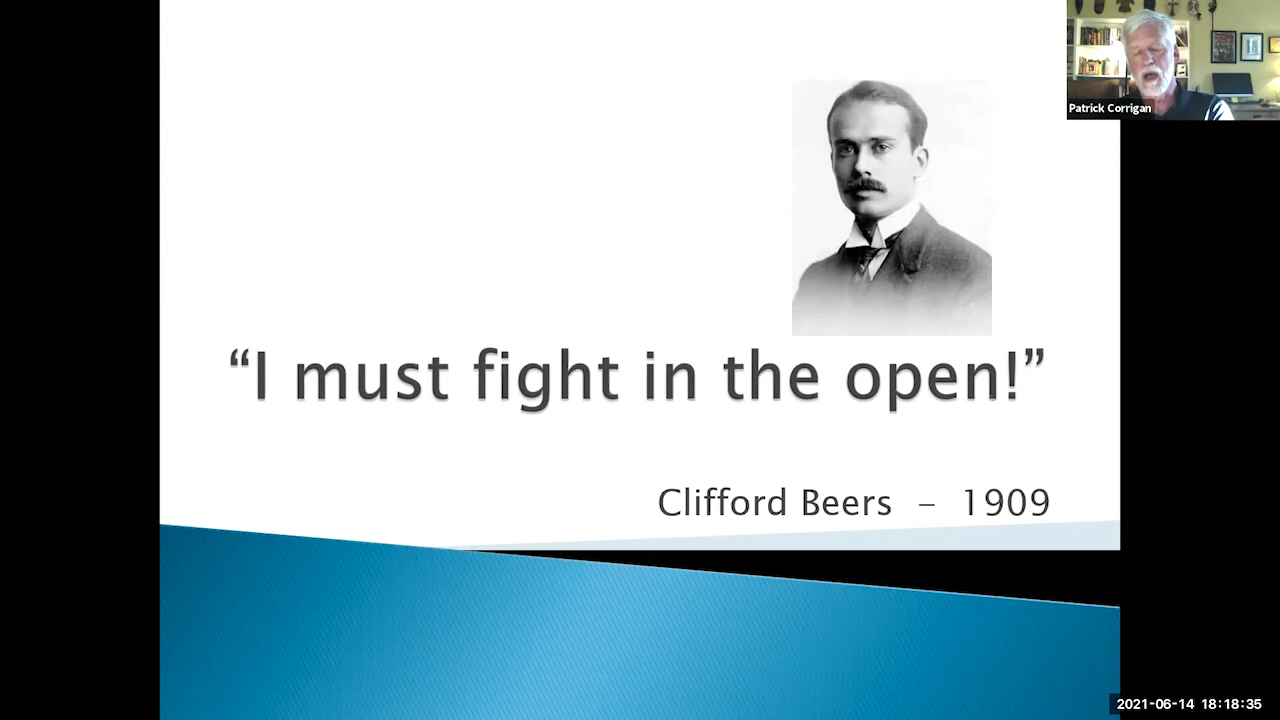 Patrick Corrigan
“I must fight in the open!”
Clifford Beers – 1909
2021-06-14 18:18:35